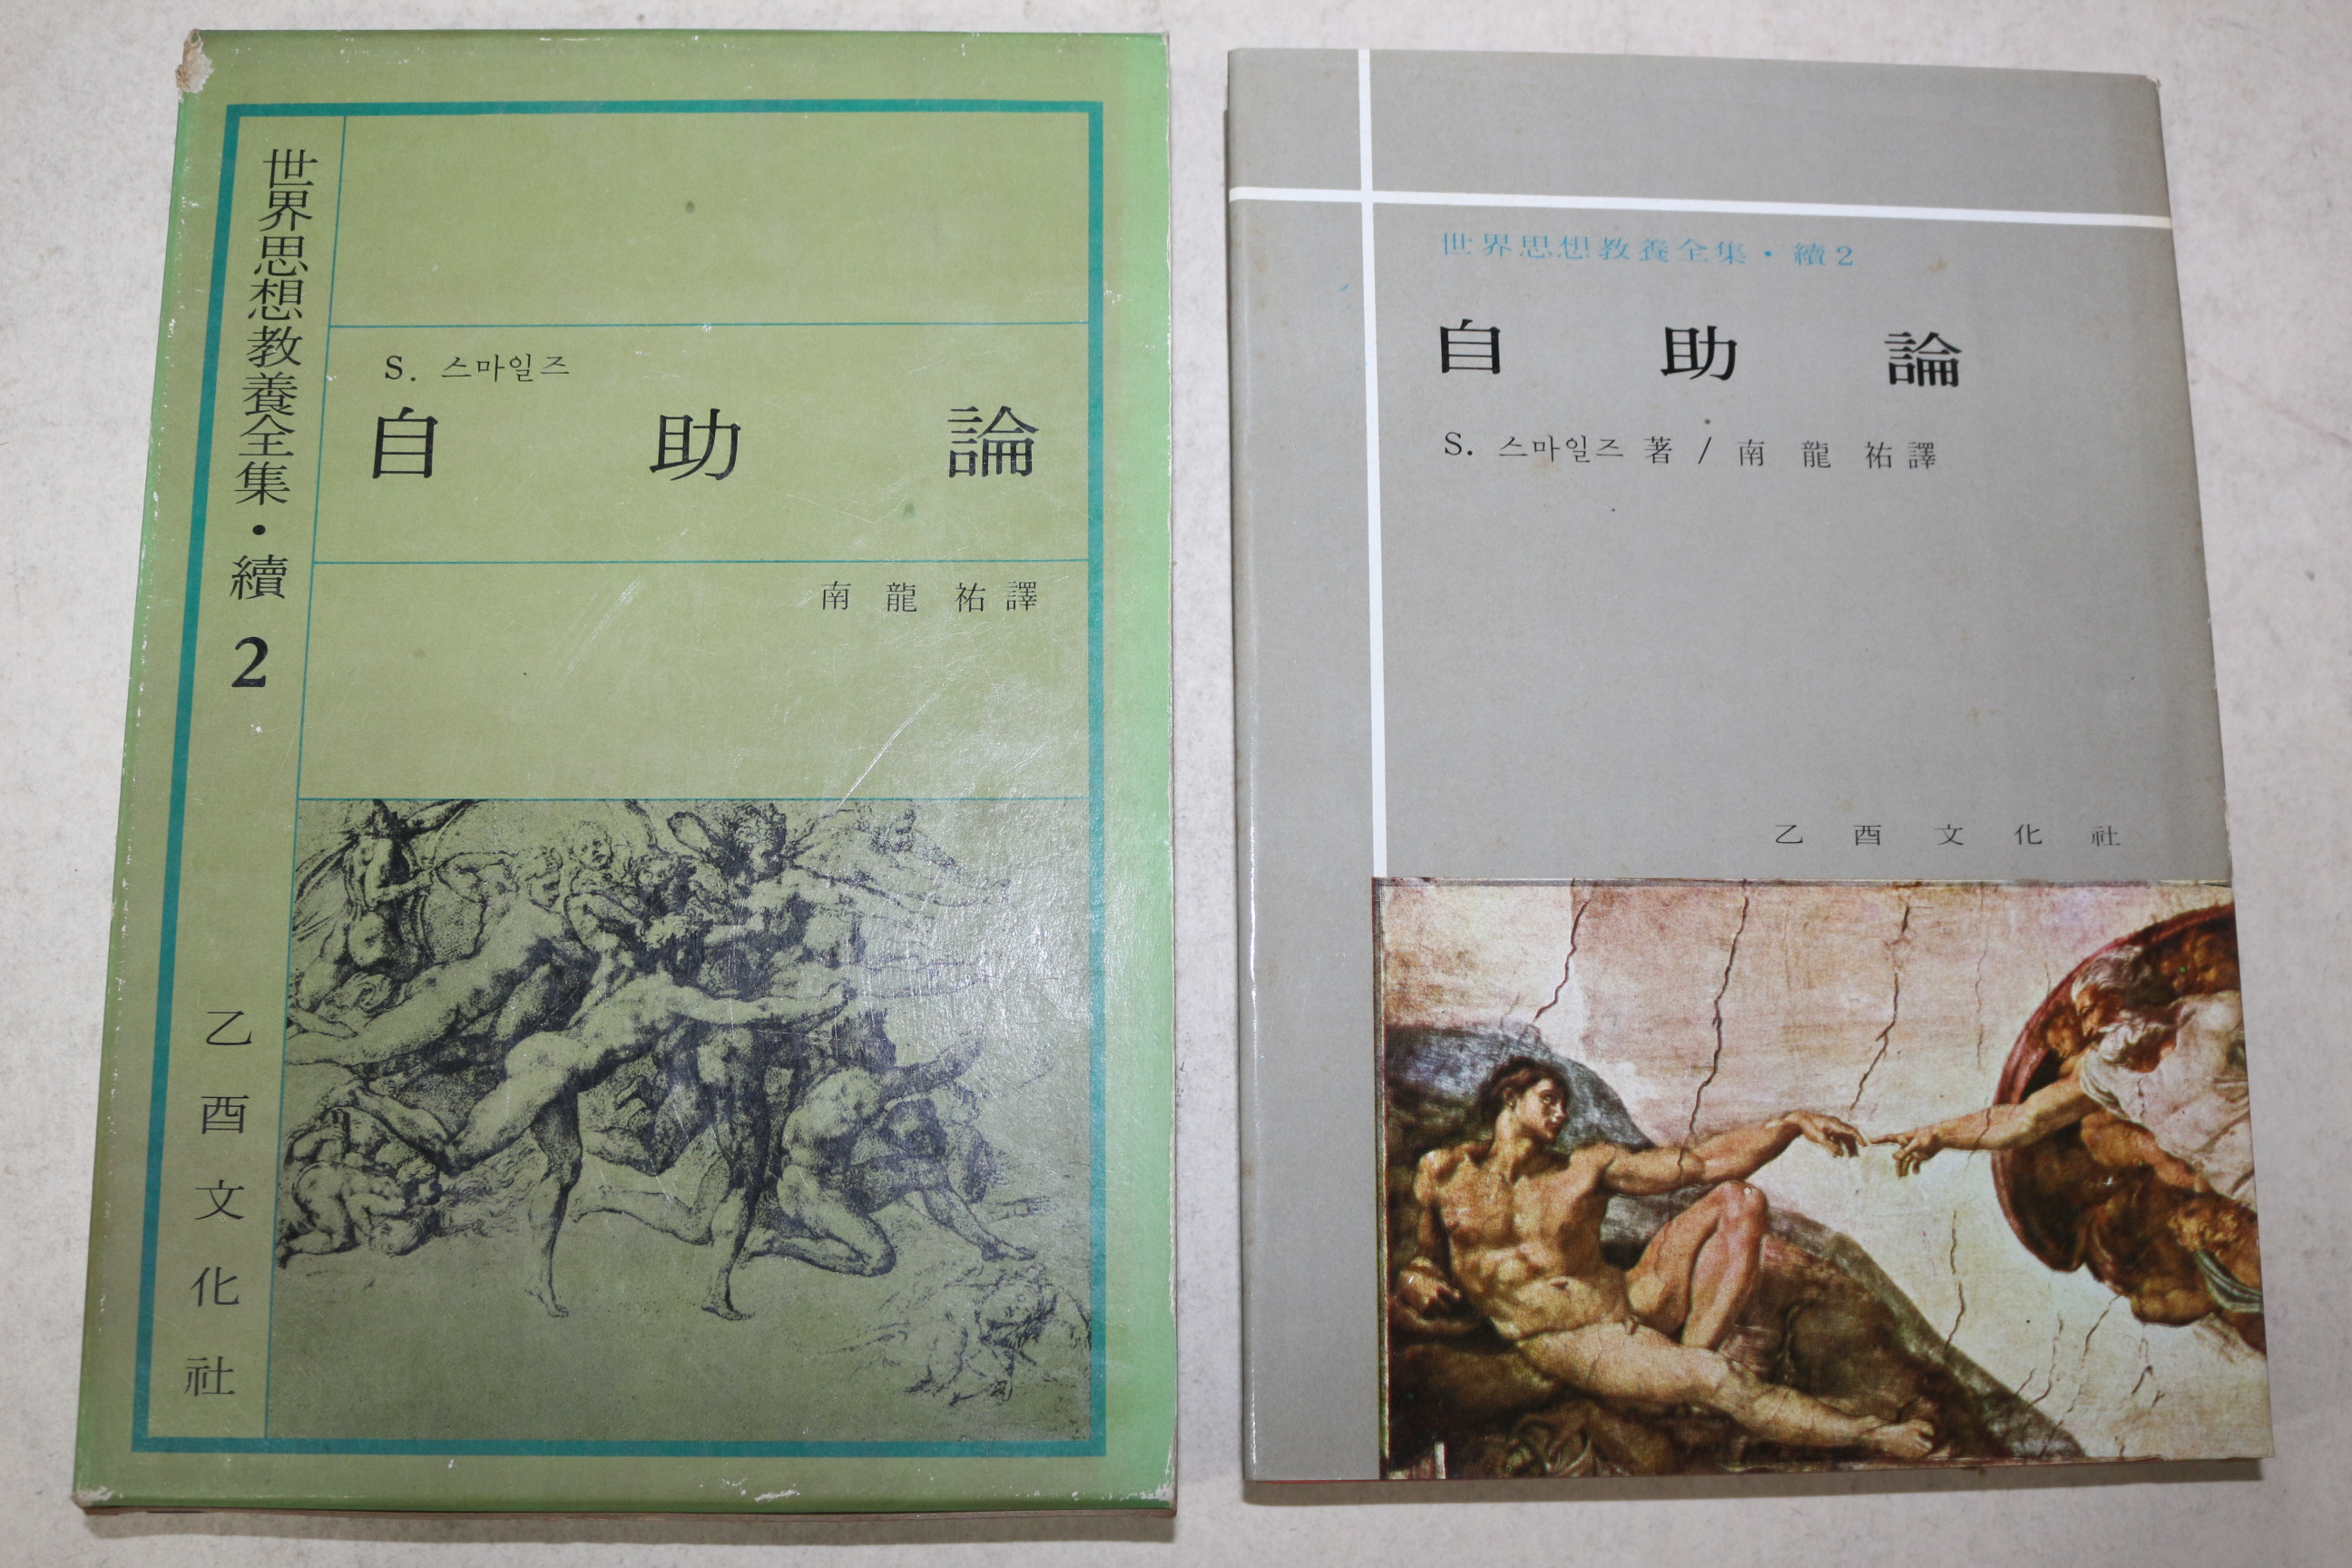 世界思想教養全集・續 2
S. 스마일즈
自助論
南龍祐 譯
乙酉文化社
世界思想教養全集・續2
自助論
S. 스마일즈 著 / 南龍祐 譯
乙酉文化社